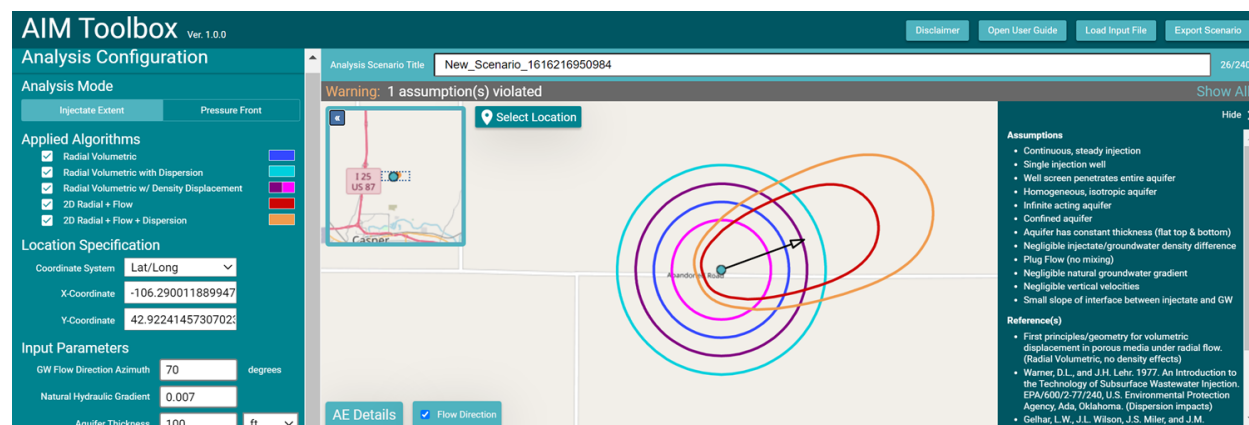 AIM Toolbox Ver. 1.0.0
Disclaimer
Open User Guide
Load Input File
Export Scenario
Analysis Configuration
Analysis Mode
Injectate Extent
Pressure Front
Applied Algorithms
Radial Volumetric
Radial Volumetric with Dispersion
Radial Volumetric w/ Density Displacement
2D Radial + Flow
2D Radial + Flow + Dispersion
Location Specification
Coordinate System Lat/Long
X-Coordinate -106.290011889947
Y-Coordinate 42.92241457307023
Input Parameters
GW Flow Direction Azimuth 70 degrees
Natural Hydraulic Gradient 0.007
Aquifer Thickness 100 ft
Analysis Scenario Title New_Scenario_1616216950984 26/240
Warning: 1 assumption(s) violated
Show All
«
Select Location
I 25
US 87
Casper
Abandoned Road
AE Details
Flow Direction
Hide
Assumptions
• Continuous, steady injection
• Single injection well
• Well screen penetrates entire aquifer
• Homogeneous, isotropic aquifer
• Infinite acting aquifer
• Confined aquifer
• Aquifer has constant thickness (flat top & bottom)
• Negligible injectate/groundwater density difference
• Plug Flow (no mixing)
• Negligible natural groundwater gradient
• Negligible vertical velocities
• Small slope of interface between injectate and GW
Reference(s)
• First principles/geometry for volumetric
displacement in porous media under radial flow.
(Radial Volumetric, no density effects)
• Warner, D.L., and J.H. Lehr. 1977. An Introduction to
the Technology of Subsurface Wastewater Injection.
EPA/600/2-77/240, U.S. Environmental Protection
Agency, Ada, Oklahoma. (Dispersion impacts)
• Gelhar, L.W., J.L. Wilson, J.S. Miler, and J.M.